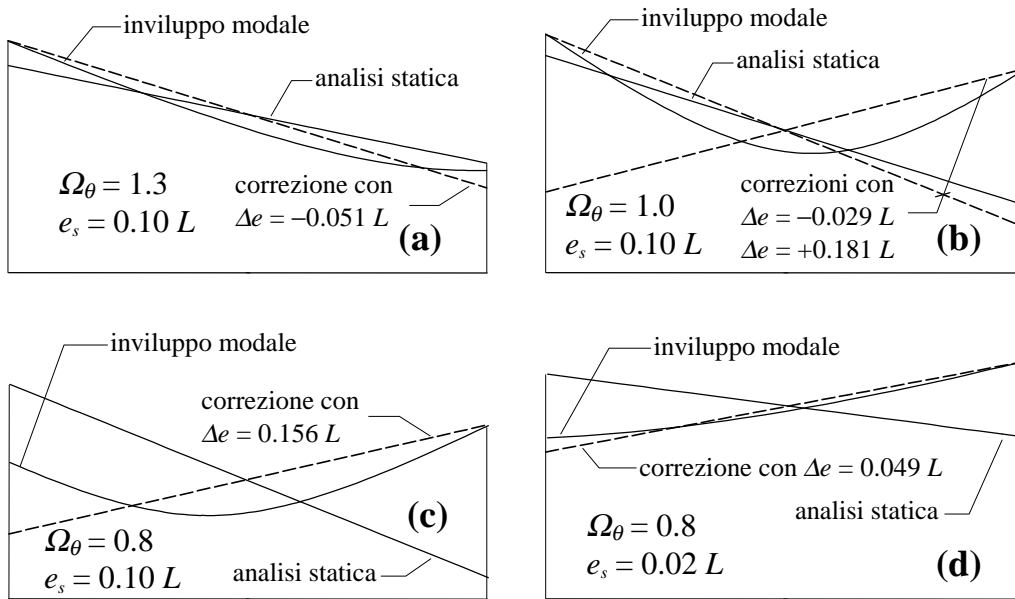 inviluppo modale
analisi statica
Ω_θ = 1.3
e_s = 0.10 L
correzione con
Δe = −0.051 L
(a)
inviluppo modale
analisi statica
Ω_θ = 1.0
e_s = 0.10 L
correzioni con
Δe = −0.029 L
Δe = +0.181 L
(b)
inviluppo modale
correzione con
Δe = 0.156 L
Ω_θ = 0.8
e_s = 0.10 L
analisi statica
(c)
inviluppo modale
correzione con Δe = 0.049 L
analisi statica
Ω_θ = 0.8
e_s = 0.02 L
(d)